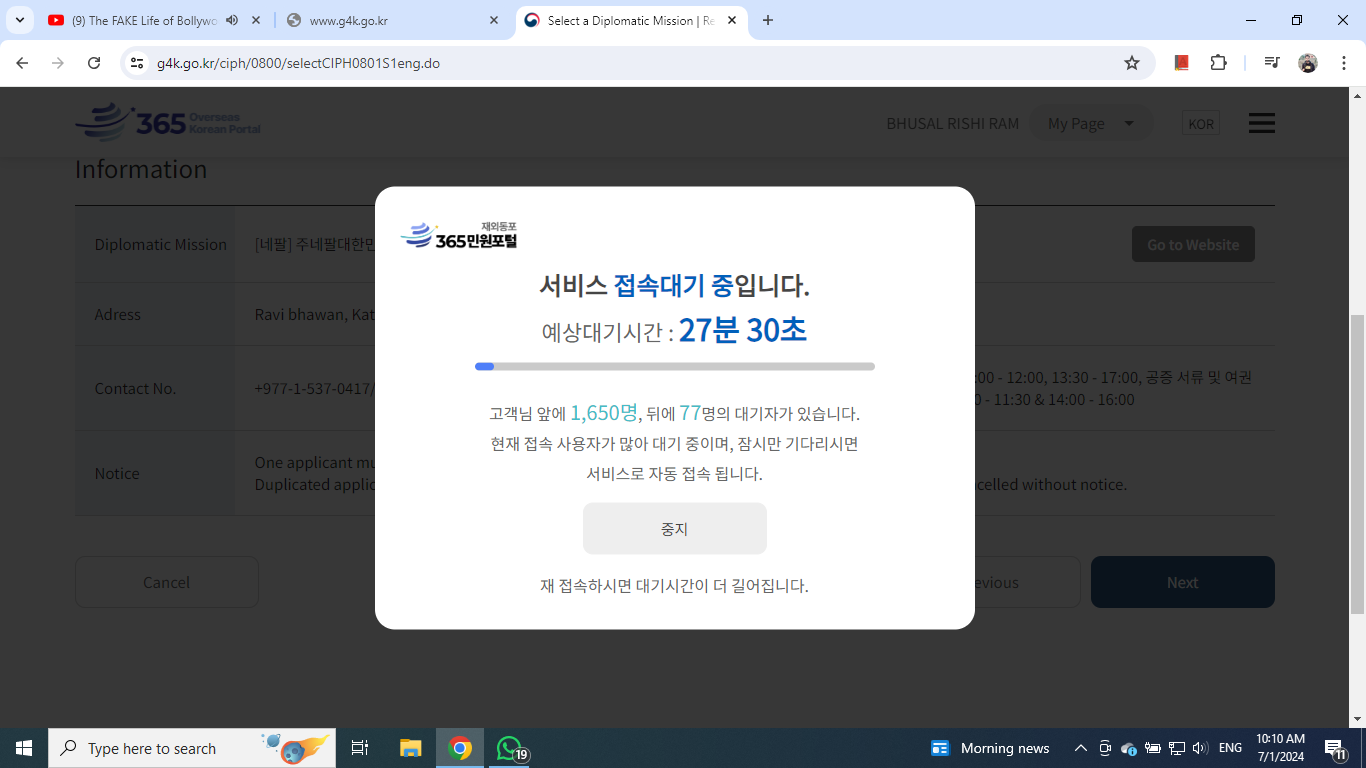 (9) The FAKE Life of Bollywo
www.g4k.go.kr
Select a Diplomatic Mission | Re
g4k.go.kr/ciph/0800/selectCIPH0801S1eng.do
365 Overseas
Korean Portal
BHUSAL RISHI RAM
My Page
KOR
Information
Diplomatic Mission
[네팔] 주네팔대한민
Go to Website
Adress
Ravi bhawan, Kat
Contact No.
+977-1-537-0417/
:00 - 12:00, 13:30 - 17:00, 공증 서류 및 여권
0 - 11:30 & 14:00 - 16:00
Notice
One applicant mu
Duplicated applic
celled without notice.
Cancel
evious
Next
재외동포
365민원포털
서비스 접속대기 중입니다.
예상대기시간 : 27분 30초
고객님 앞에 1,650명, 뒤에 77명의 대기자가 있습니다.
현재 접속 사용자가 많아 대기 중이며, 잠시만 기다리시면
서비스로 자동 접속 됩니다.
중지
재 접속하시면 대기시간이 더 길어집니다.
Type here to search
19
Morning news
ENG
10:10 AM
7/1/2024
11